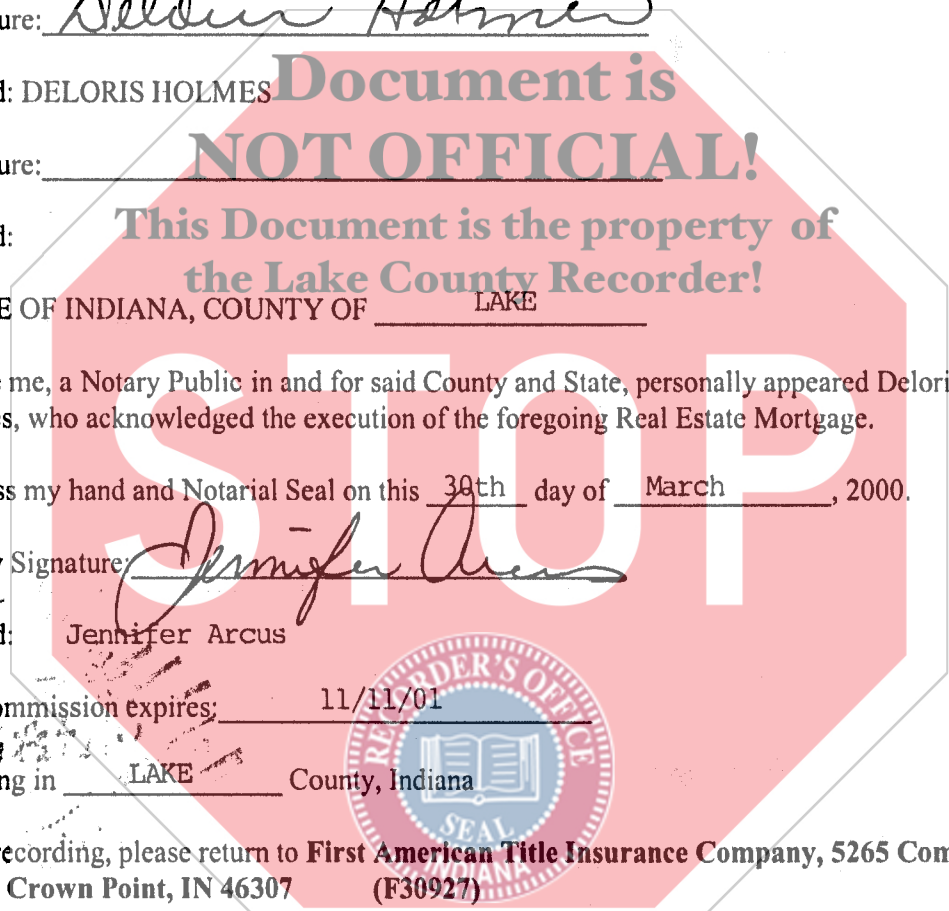 ure: Deloris Holmes
d: DELORIS HOLMES
Document is
NOT OFFICIAL!
ure:
This Document is the property of
d:
the Lake County Recorder!
E OF INDIANA, COUNTY OF LAKE
STOP
e me, a Notary Public in and for said County and State, personally appeared Delori
s, who acknowledged the execution of the foregoing Real Estate Mortgage.
ss my hand and Notarial Seal on this 30th day of March, 2000.
y Signature: Jennifer Arcus
d: Jennifer Arcus
ommission expires: 11/11/01
ng in LAKE County, Indiana
RECORDER'S OFFICE
SEAL
INDIANA
ecording, please return to First American Title Insurance Company, 5265 Com
Crown Point, IN 46307 (F30927)